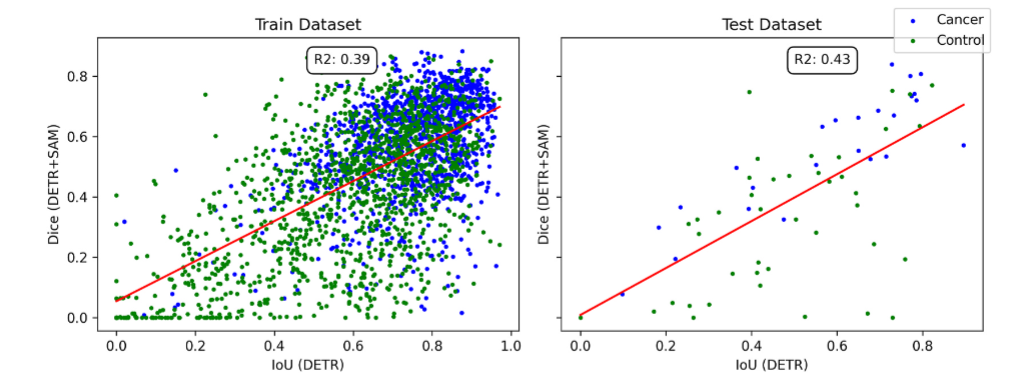 Train Dataset
R2: 0.39
Dice (DETR+SAM)
0.8
0.6
0.4
0.2
0.0
0.0 0.2 0.4 0.6 0.8 1.0
IoU (DETR)
Test Dataset
Cancer
Control
R2: 0.43
Dice (DETR+SAM)
0.0 0.2 0.4 0.6 0.8
IoU (DETR)